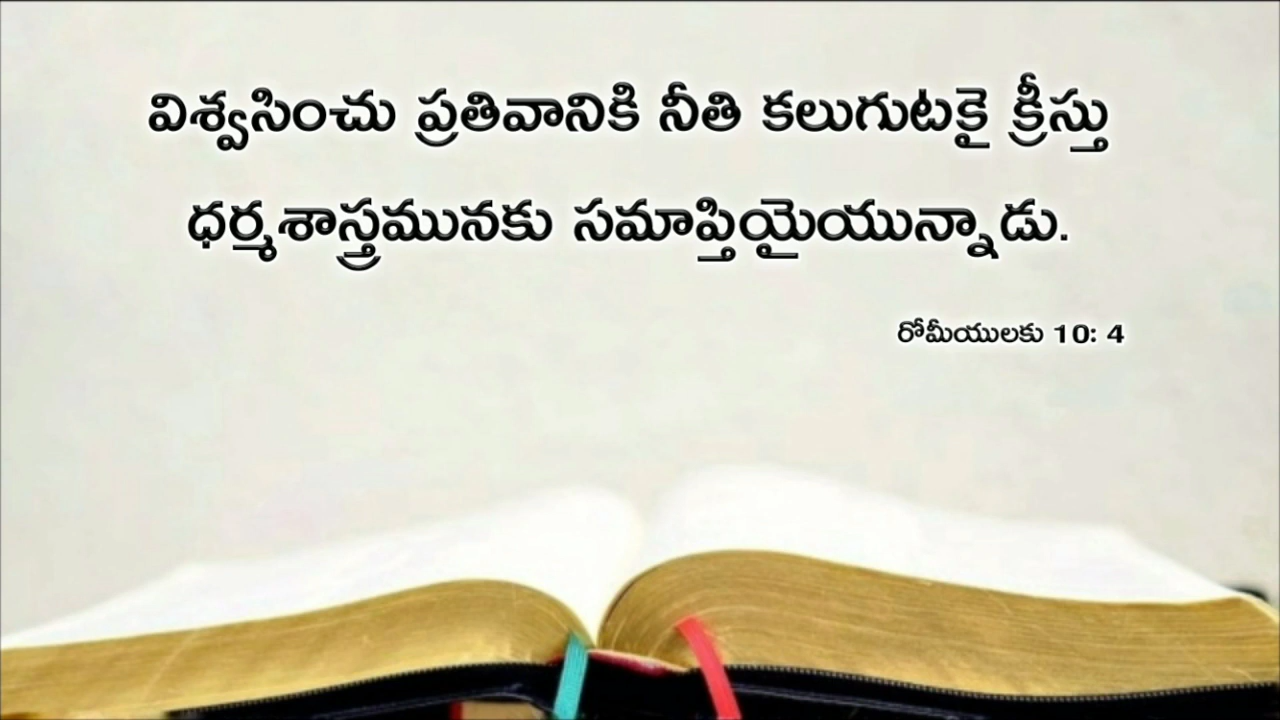 విశ్వసించు ప్రతివానికి నీతి కలుగుటకై క్రీస్తు
ధర్మశాస్త్రమునకు సమాప్తియైయున్నాడు.
రోమీయులకు 10: 4